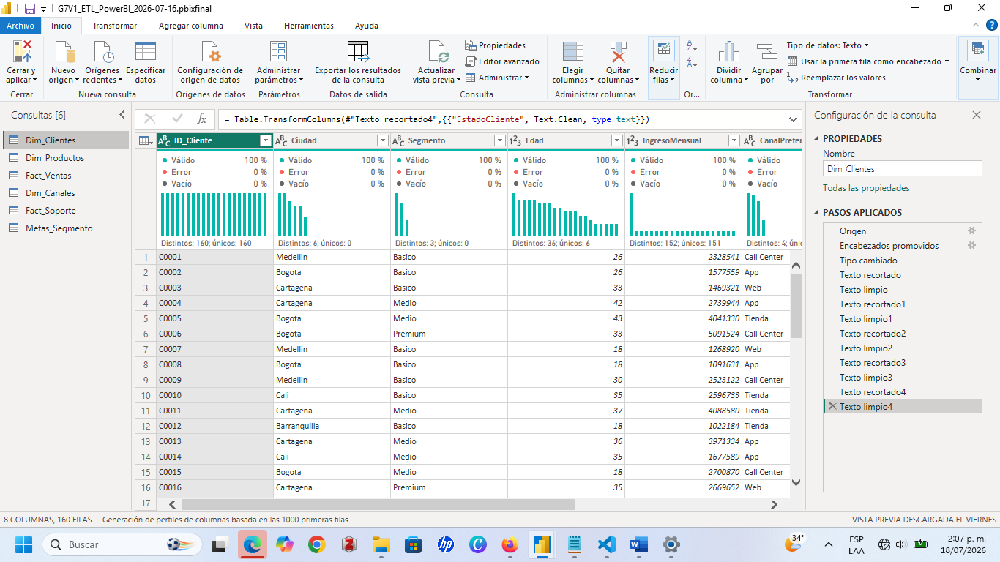 G7V1_ETL_PowerBI_2026-07-16.pbixfinal
Archivo Inicio Transformar Agregar columna Vista Herramientas Ayuda
Cerrar y aplicar
Cerrar
Nuevo origen
Orígenes recientes
Especificar datos
Nueva consulta
Configuración de origen de datos
Orígenes de datos
Administrar parámetros
Parámetros
Exportar los resultados de la consulta
Datos de salida
Actualizar vista previa
Propiedades
Editor avanzado
Administrar
Consulta
Elegir columnas
Quitar columnas
Administrar columnas
Reducir filas
Or...
Dividir columna
Agrupar por
Tipo de datos: Texto
Usar la primera fila como encabezado
Reemplazar los valores
Transformar
Combinar
Consultas [6]
Dim_Clientes
Dim_Productos
Fact_Ventas
Dim_Canales
Fact_Soporte
Metas_Segmento
fx = Table.TransformColumns(#"Texto recortado4",{{"EstadoCliente", Text.Clean, type text}})
ID_Cliente Ciudad Segmento Edad IngresoMensual CanalPrefer
Válido 100 % Válido 100 % Válido 100 % Válido 100 % Válido 100 % Válido
Error 0 % Error 0 % Error 0 % Error 0 % Error 0 % Error
Vacío 0 % Vacío 0 % Vacío 0 % Vacío 0 % Vacío 0 % Vacío
Distintos: 160; únicos: 160 Distintos: 6; únicos: 0 Distintos: 3; únicos: 0 Distintos: 36; únicos: 6 Distintos: 152; únicos: 151 Distintos: 4; únic
1 C0001 Medellin Basico 26 2328541 Call Center
2 C0002 Bogota Basico 26 1577559 App
3 C0003 Cartagena Basico 33 1469321 Web
4 C0004 Cartagena Medio 42 2739944 App
5 C0005 Bogota Medio 43 4041330 Tienda
6 C0006 Bogota Premium 33 5091524 Call Center
7 C0007 Medellin Basico 18 1268920 Web
8 C0008 Bogota Basico 18 1091631 App
9 C0009 Medellin Basico 30 2523122 Call Center
10 C0010 Cali Basico 35 2596733 Tienda
11 C0011 Cartagena Medio 37 4088580 Tienda
12 C0012 Barranquilla Basico 18 1022184 Tienda
13 C0013 Cartagena Medio 36 3971334 App
14 C0014 Cali Medio 35 1677589 App
15 C0015 Bogota Medio 18 2700870 Call Center
16 C0016 Cartagena Premium 35 2669652 Web
17
Configuración de la consulta
PROPIEDADES
Nombre
Dim_Clientes
Todas las propiedades
PASOS APLICADOS
Origen
Encabezados promovidos
Tipo cambiado
Texto recortado
Texto limpio
Texto recortado1
Texto limpio1
Texto recortado2
Texto limpio2
Texto recortado3
Texto limpio3
Texto recortado4
Texto limpio4
8 COLUMNAS, 160 FILAS Generación de perfiles de columnas basada en las 1000 primeras filas VISTA PREVIA DESCARGADA EL VIERNES
Buscar
34°
ESP
LAA
2:07 p. m.
18/07/2026